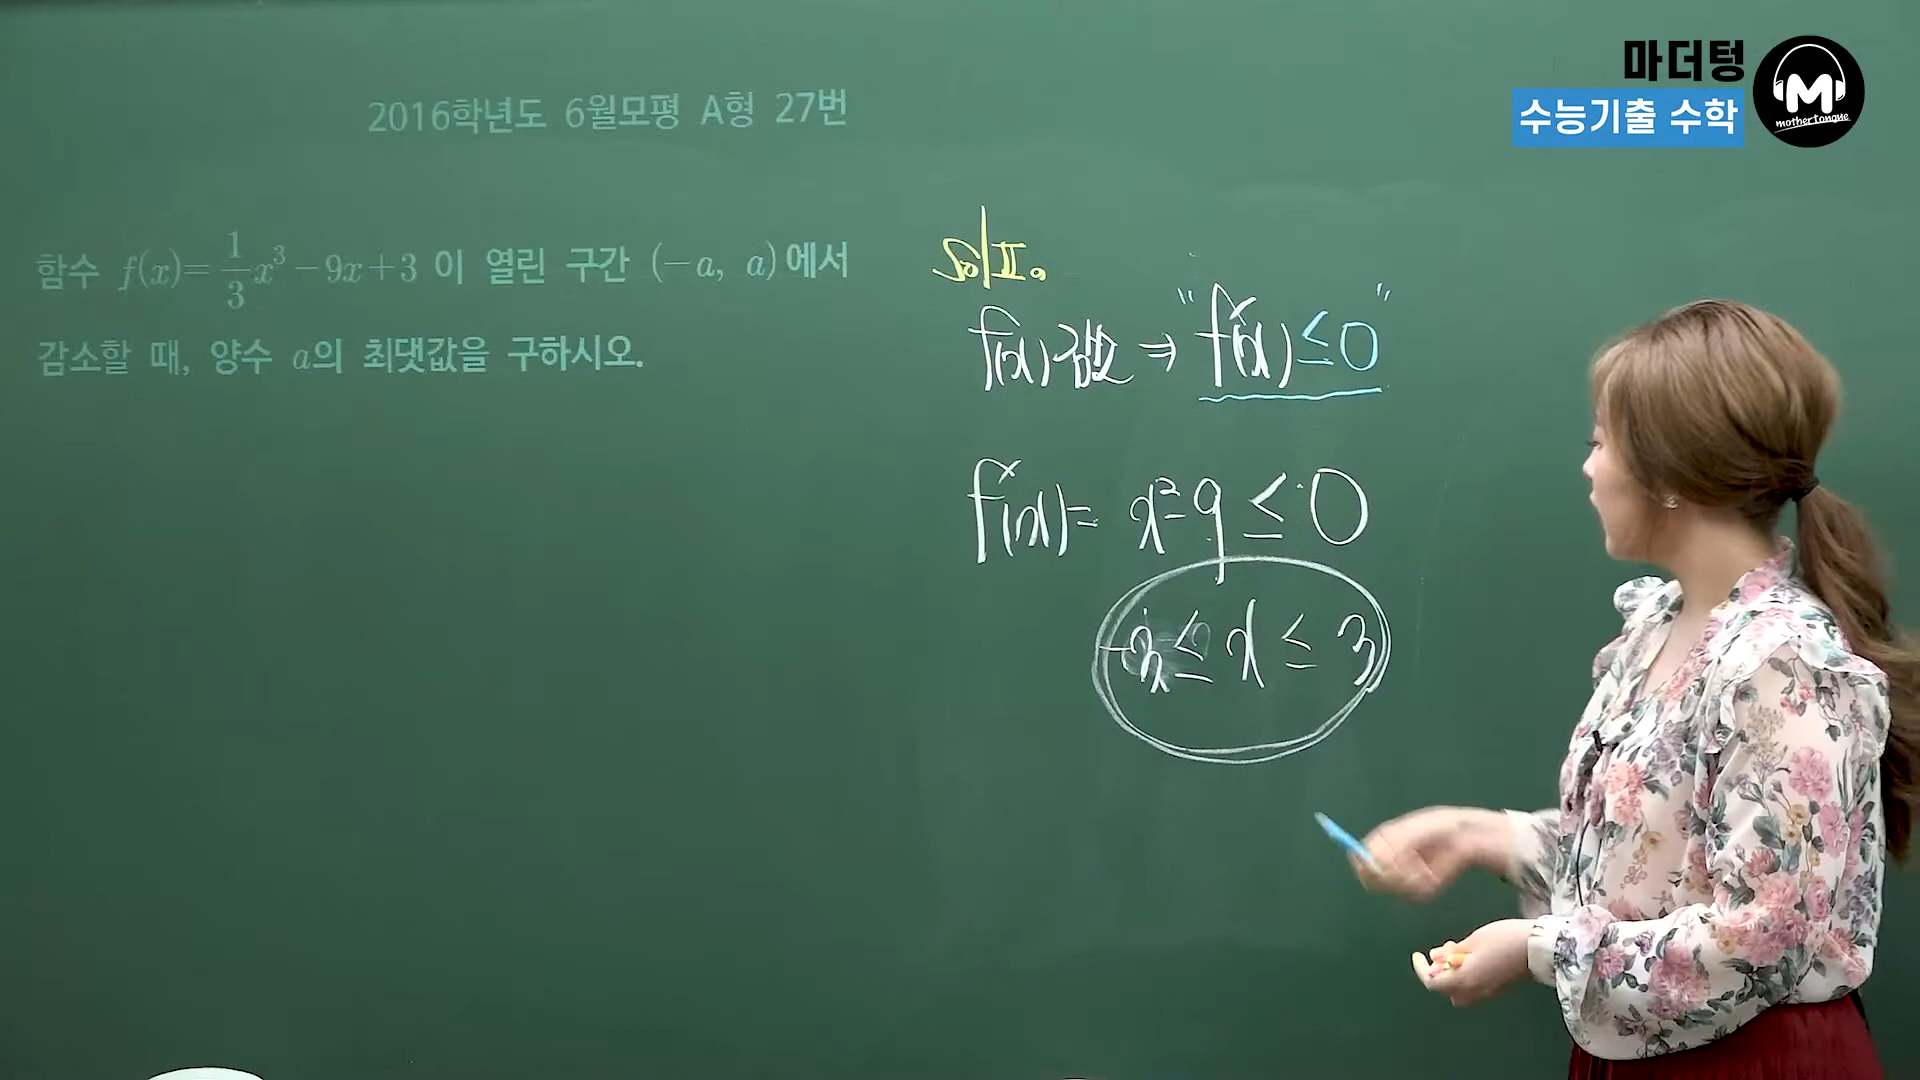 마더텅
수능기출 수학
M
mothertongue
2016학년도 6월모평 A형 27번
함수 f(x)=1/3x³-9x+3 이 열린 구간 (-a, a)에서
감소할 때, 양수 a의 최댓값을 구하시오.
sol Ⅱ.
f(x) 감소 ⇒ "f'(x)≤0"
f'(x)= x²-9 ≤ 0
-3 ≤ x ≤ 3